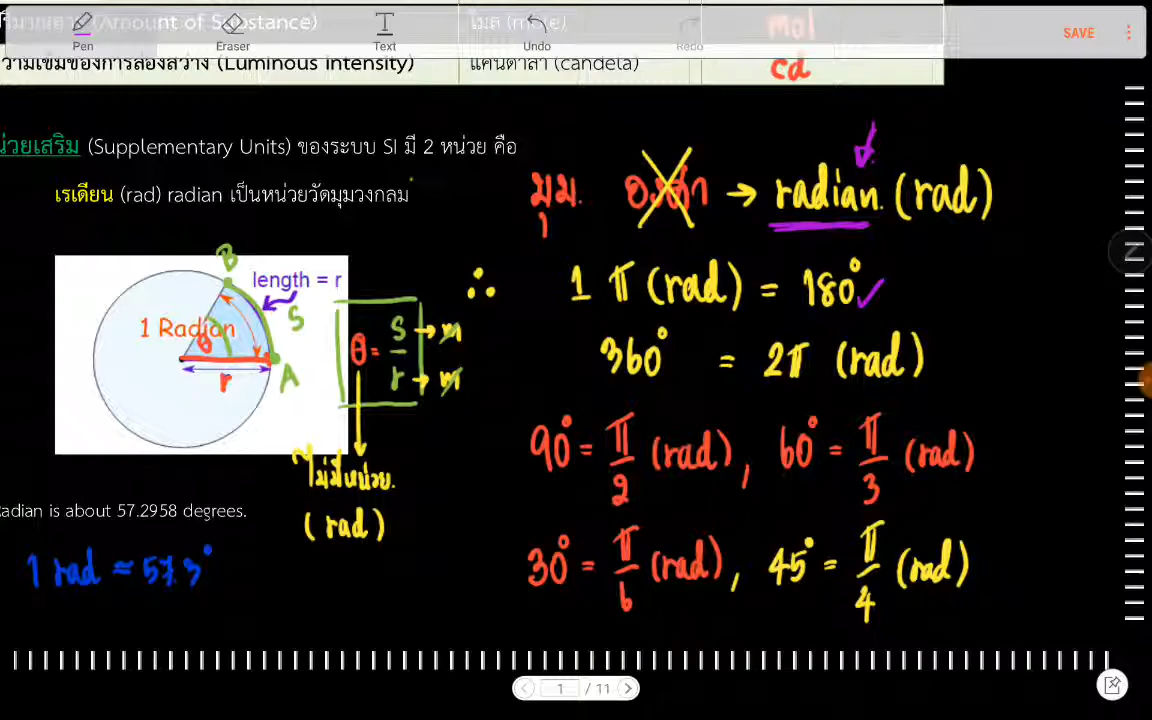 (Amount of Substance)
Pen
Eraser
Text
Undo
Redo
mol
SAVE
วามเข้มของการส่องสว่าง (Luminous intensity)
แคนดาลา (candela)
cd
น่วยเสริม (Supplementary Units) ของระบบ SI มี 2 หน่วย คือ
เรเดียน (rad) radian เป็นหน่วยวัดมุมวงกลม
มุม. → radian. (rad)
∴ 1 π (rad) = 180°
360° = 2π (rad)
90° = π/2 (rad), 60° = π/3 (rad)
30° = π/6 (rad), 45° = π/4 (rad)
B
length = r
S
1 Radian
θ
r
A
θ = s/r → m → m
ไม่มีหน่วย.
(rad)
adian is about 57.2958 degrees.
1 rad ≈ 57.3°
1 / 11